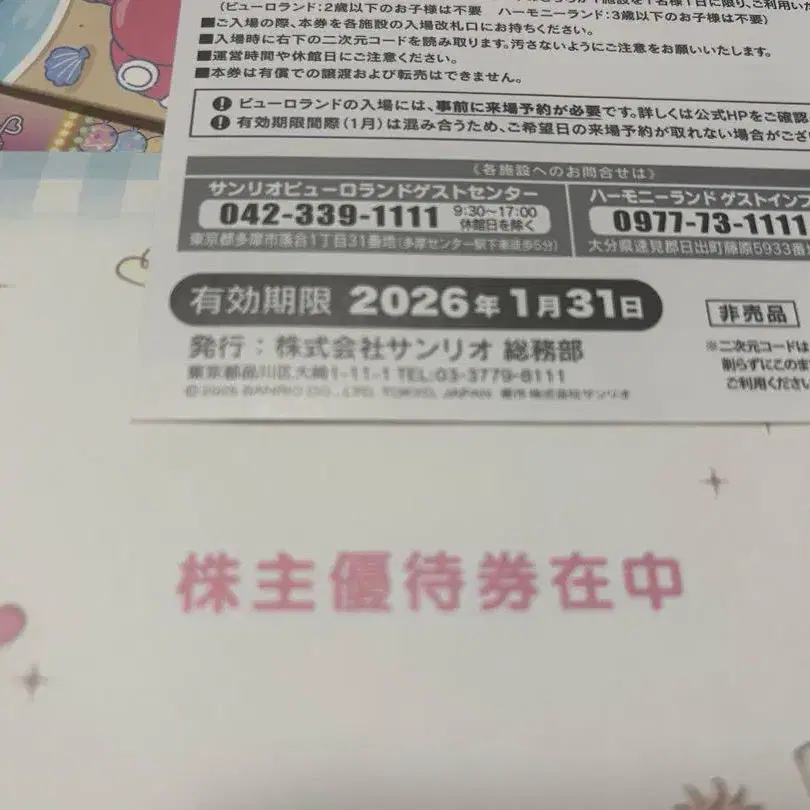 (ピューロランド:2歳以下のお子様は不要 ハーモニーランド:3歳以下のお子様は不要)
■ご入場の際、本券を各施設の入場改札口にお持ちください。
■入場時に右下の二次元コードを読み取ります。汚さないようにご注意をお願いいたします。
■運営時間や休館日にご注意ください。
■本券は有償での譲渡および転売はできません。
ピューロランドの入場には、事前に来場予約が必要です。詳しくは公式HPをご確認
有効期限間際(1月)は混み合うため、ご希望日の来場予約が取れない場合がござい
《各施設へのお問合せは》
サンリオピューロランドゲストセンター
042-339-1111 9:30~17:00
休館日を除く
東京都多摩市落合1丁目31番地(多摩センター駅下車徒歩5分)
ハーモニーランド ゲストインフ
0977-73-1111
大分県速見郡日出町藤原5933番
有効期限 2026年1月31日
非売品
発行:株式会社サンリオ 総務部
東京都品川区大崎1-11-1 TEL:03-3779-8111
※二次元コードは
削らずにこのま
ご利用くださ
株主優待券在中